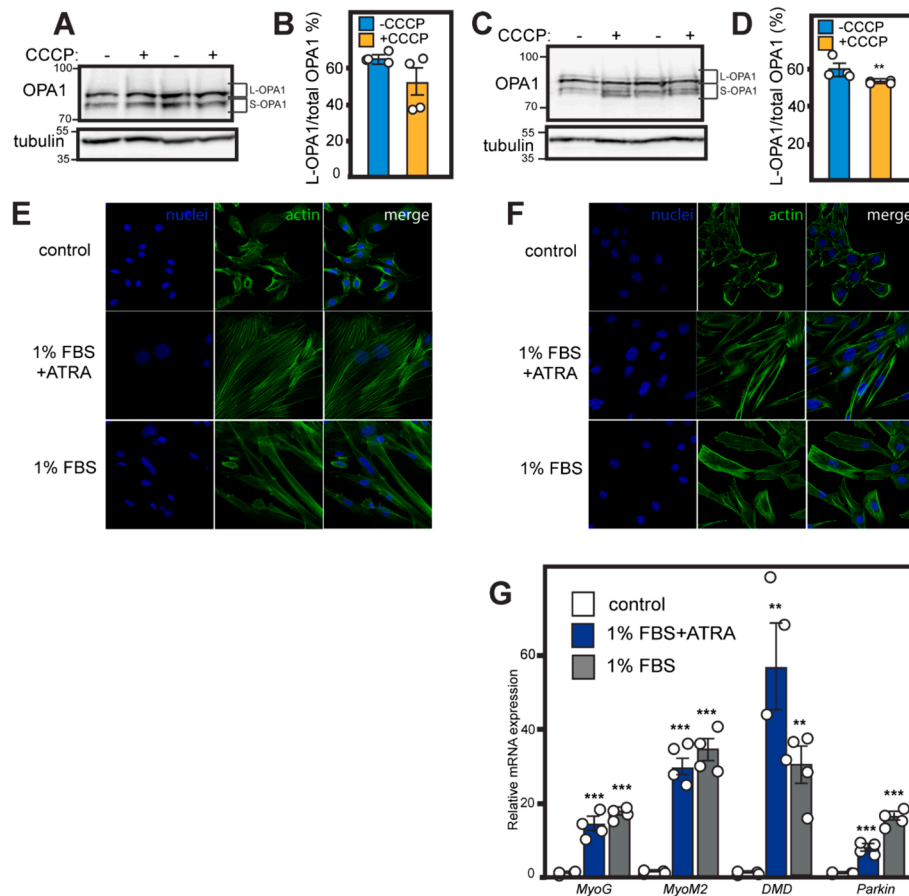 A
CCCP: - + - +
100
OPA1
L-OPA1
S-OPA1
70
55
tubulin
35
B
-CCCP
+CCCP
L-OPA1/total OPA1 %)
60
20
0
C
CCCP: - + - +
100
OPA1
L-OPA1
S-OPA1
70
55
tubulin
35
D
-CCCP
+CCCP
L-OPA1/total OPA1 (%)
**
60
20
0
E
nuclei actin merge
control
1% FBS
+ATRA
1% FBS
F
nuclei actin merge
control
1% FBS
+ATRA
1% FBS
G
control
1% FBS+ATRA
1% FBS
Relative mRNA expression
60
40
20
0
*** ***
*** ***
** **
*** ***
MyoG MyoM2 DMD Parkin